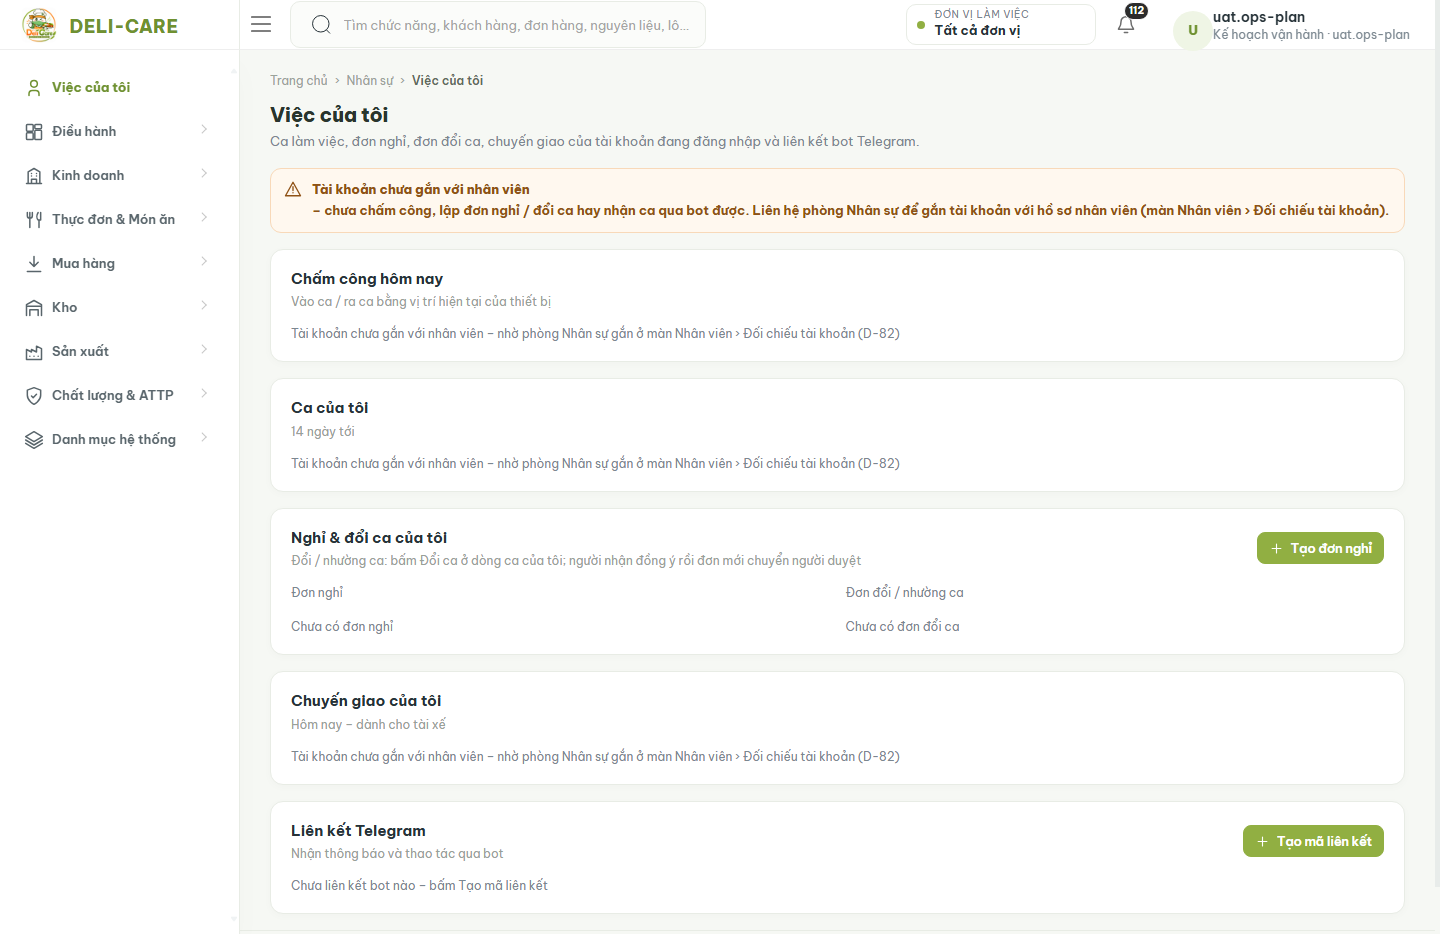 DELI-CARE
Tìm chức năng, khách hàng, đơn hàng, nguyên liệu, lô...
ĐƠN VỊ LÀM VIỆC
Tất cả đơn vị
112
U
uat.ops-plan
Kế hoạch vận hành · uat.ops-plan
Việc của tôi
Điều hành
Kinh doanh
Thực đơn & Món ăn
Mua hàng
Kho
Sản xuất
Chất lượng & ATTP
Danh mục hệ thống
Trang chủ › Nhân sự › Việc của tôi
Việc của tôi
Ca làm việc, đơn nghỉ, đơn đổi ca, chuyến giao của tài khoản đang đăng nhập và liên kết bot Telegram.
Tài khoản chưa gắn với nhân viên
– chưa chấm công, lập đơn nghỉ / đổi ca hay nhận ca qua bot được. Liên hệ phòng Nhân sự để gắn tài khoản với hồ sơ nhân viên (màn Nhân viên › Đối chiếu tài khoản).
Chấm công hôm nay
Vào ca / ra ca bằng vị trí hiện tại của thiết bị
Tài khoản chưa gắn với nhân viên – nhờ phòng Nhân sự gắn ở màn Nhân viên › Đối chiếu tài khoản (D-82)
Ca của tôi
14 ngày tới
Tài khoản chưa gắn với nhân viên – nhờ phòng Nhân sự gắn ở màn Nhân viên › Đối chiếu tài khoản (D-82)
Nghỉ & đổi ca của tôi
Đổi / nhường ca: bấm Đổi ca ở dòng ca của tôi; người nhận đồng ý rồi đơn mới chuyển người duyệt
+ Tạo đơn nghỉ
Đơn nghỉ
Đơn đổi / nhường ca
Chưa có đơn nghỉ
Chưa có đơn đổi ca
Chuyến giao của tôi
Hôm nay – dành cho tài xế
Tài khoản chưa gắn với nhân viên – nhờ phòng Nhân sự gắn ở màn Nhân viên › Đối chiếu tài khoản (D-82)
Liên kết Telegram
Nhận thông báo và thao tác qua bot
+ Tạo mã liên kết
Chưa liên kết bot nào – bấm Tạo mã liên kết